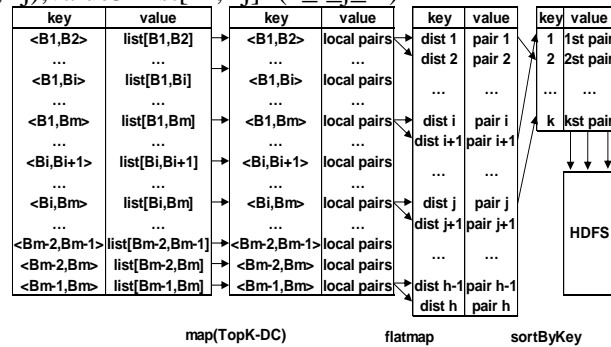 key value
<B1,B2> list[B1,B2]
... ...
<B1,Bi> list[B1,Bi]
... ...
<B1,Bm> list[B1,Bm]
... ...
<Bi,Bi+1> list[Bi,Bi+1]
... ...
<Bi,Bm> list[Bi,Bm]
... ...
<Bm-2,Bm-1> list[Bm-2,Bm-1]
<Bm-2,Bm> list[Bm-2,Bm]
<Bm-1,Bm> list[Bm-1,Bm]
key value
<B1,B2> local pairs
... ...
<B1,Bi> local pairs
... ...
<B1,Bm> local pairs
... ...
<Bi,Bi+1> local pairs
... ...
<Bi,Bm> local pairs
... ...
<Bm-2,Bm-1> local pairs
<Bm-2,Bm> local pairs
<Bm-1,Bm> local pairs
key value
dist 1 pair 1
dist 2 pair 2
... ...
dist i pair i
dist i+1 pair i+1
... ...
dist j pair j
dist j+1 pair j+1
... ...
dist h-1 pair h-1
dist h pair h
key value
1 1st pair
2 2st pair
... ...
k kst pair
HDFS
map(TopK-DC) flatmap sortByKey